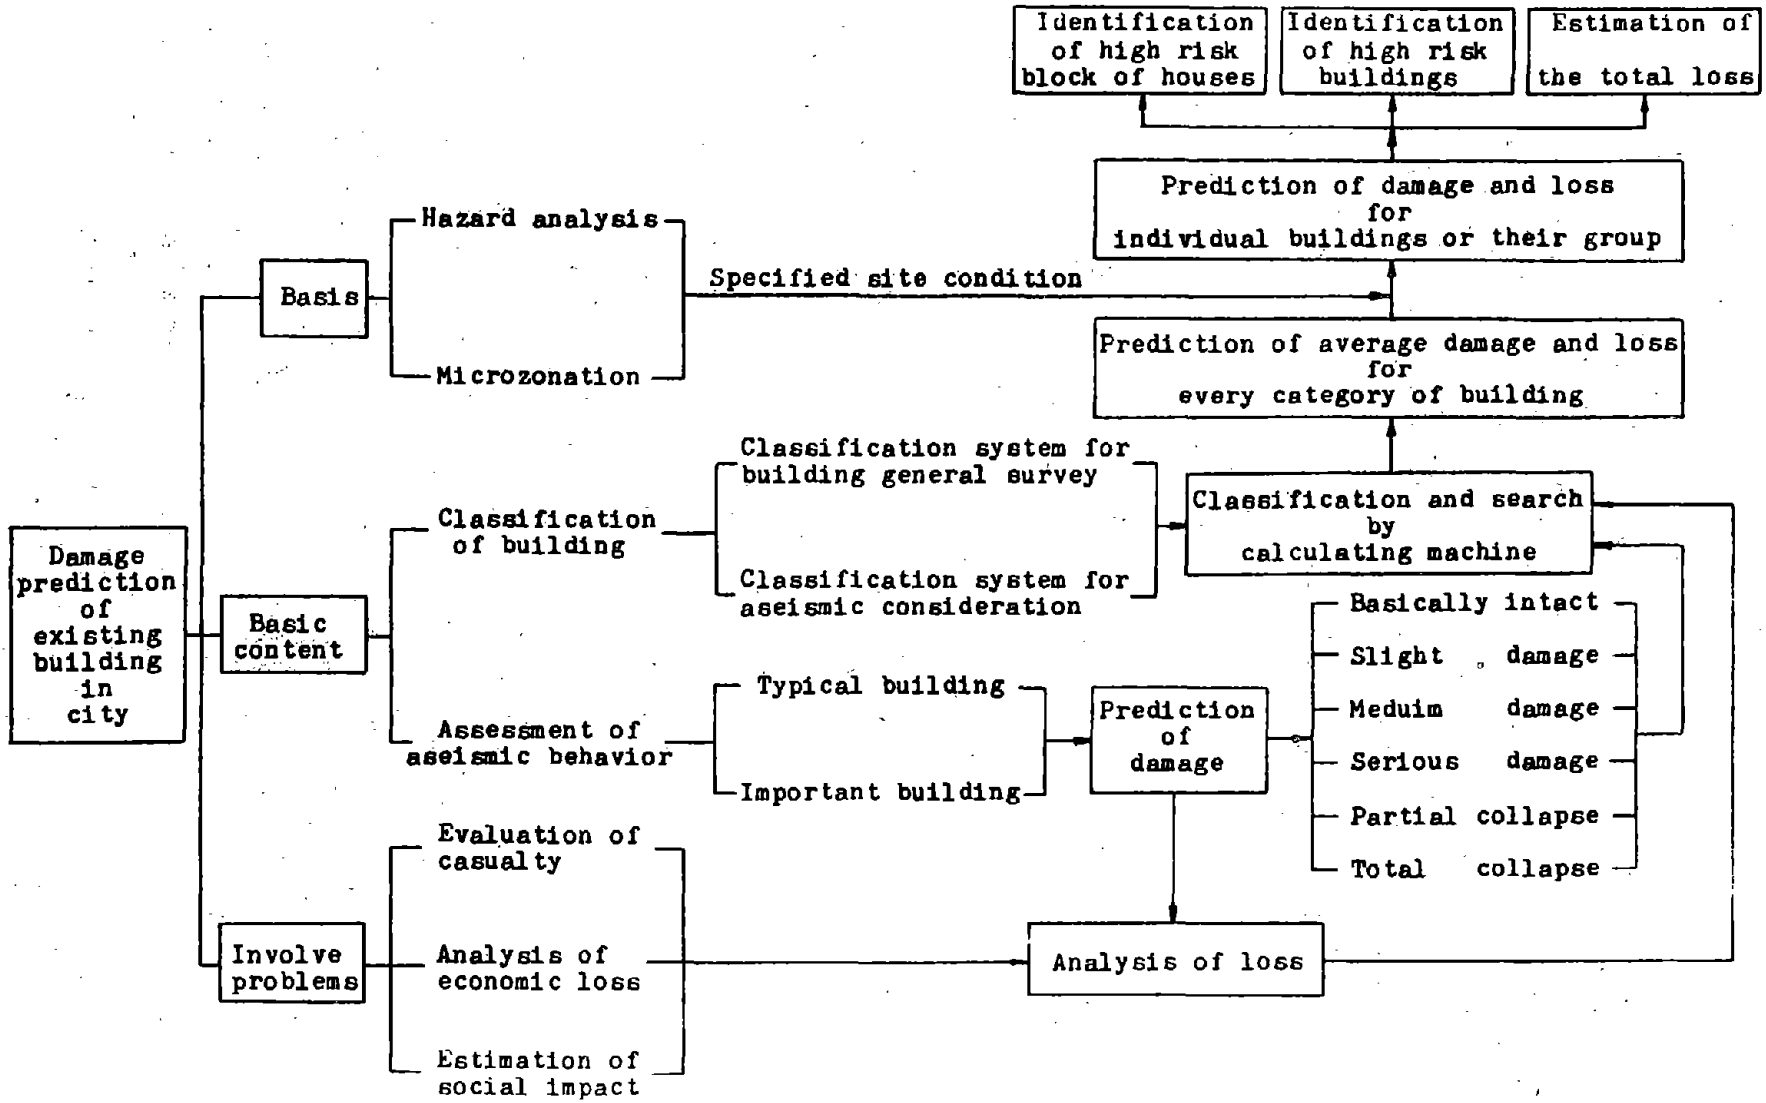 Identification
of high risk
block of houses
Identification
of high risk
buildings
Estimation of
the total loss
Prediction of damage and loss
for
individual buildings or their group
Hazard analysis
Basis
Specified site condition
Microzonation
Prediction of average damage and loss
for
every category of building
Classification system for
building general survey
Classification
of building
Classification system for
aseismic consideration
Classification and search
by
calculating machine
Damage
prediction
of
existing
building
in
city
Basic
content
Assessment of
aseismic behavior
Typical building
Important building
Prediction
of
damage
Basically intact
Slight damage
Meduim damage
Serious damage
Partial collapse
Total collapse
Evaluation of
casualty
Involve
problems
Analysis of
economic loss
Analysis of loss
Estimation of
social impact